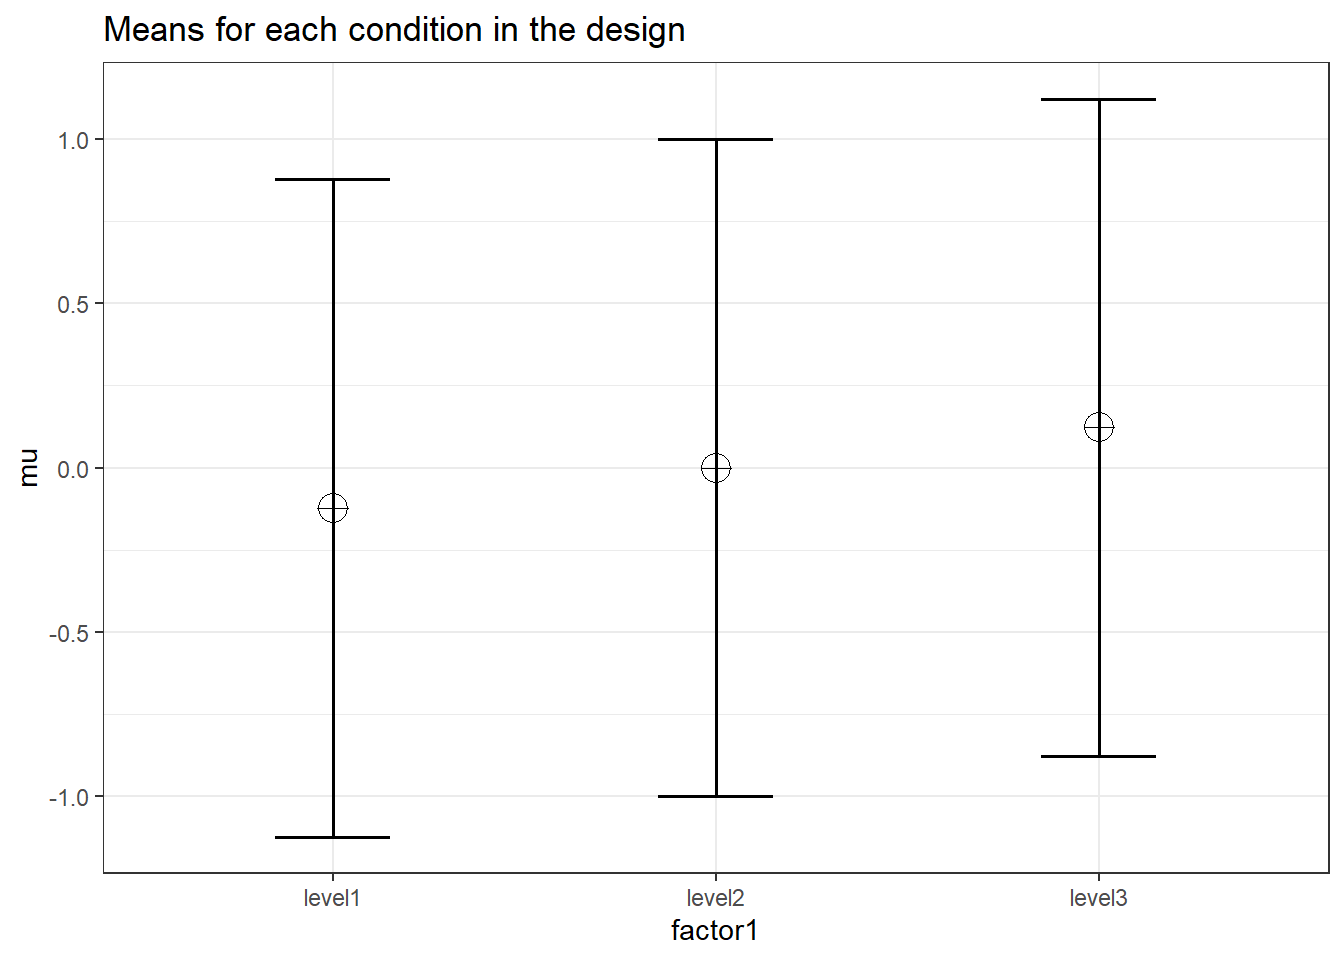 Means for each condition in the design
mu
1.0
0.5
0.0
-0.5
-1.0
level1 level2 level3
factor1